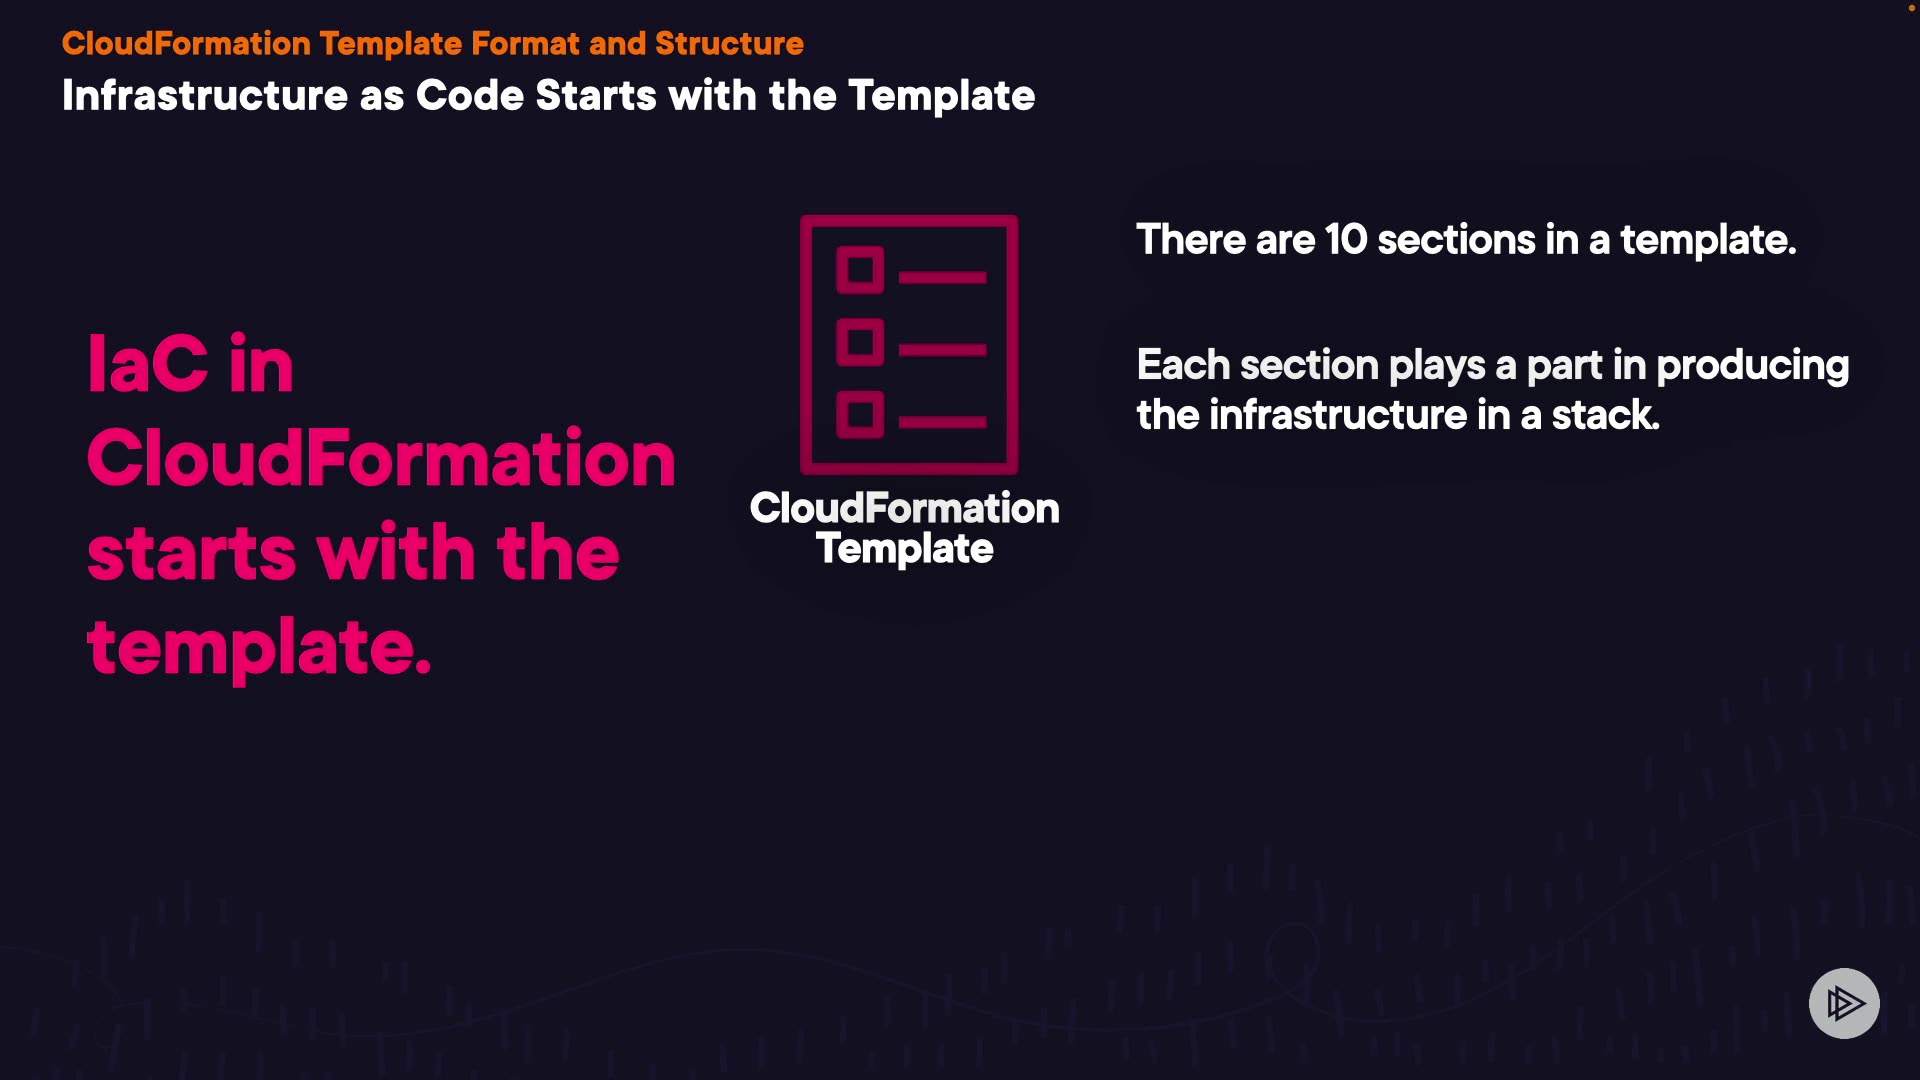 CloudFormation Template Format and Structure
Infrastructure as Code Starts with the Template
IaC in
CloudFormation
starts with the
template.
CloudFormation
Template
There are 10 sections in a template.
Each section plays a part in producing
the infrastructure in a stack.